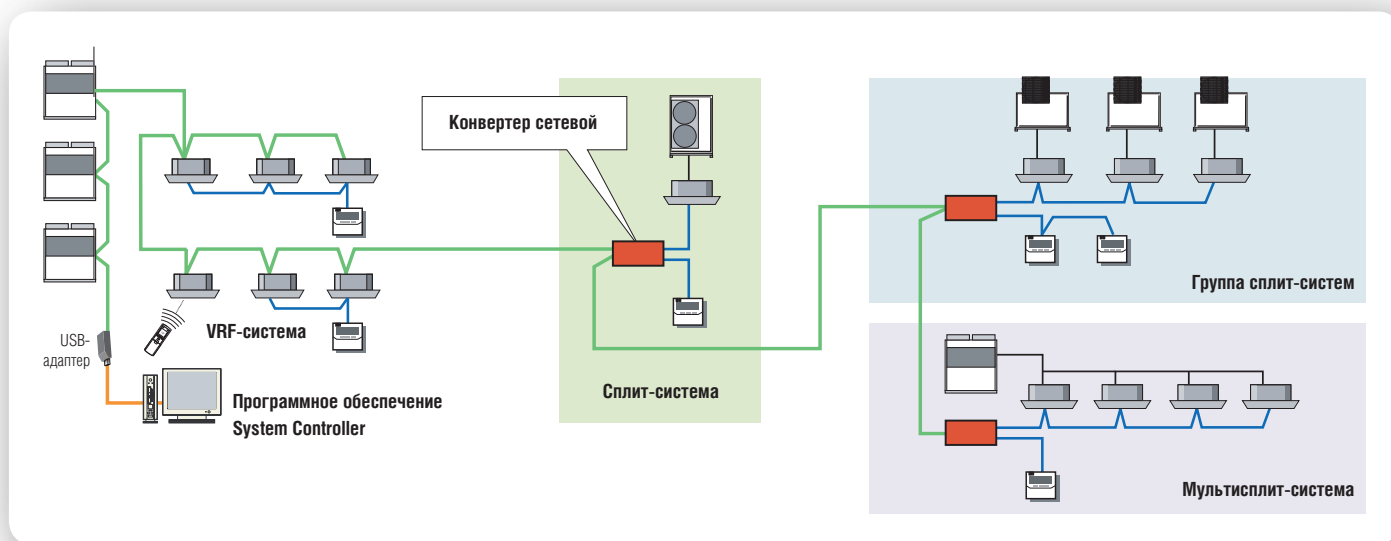 Конвертер сетевой
Группа сплит-систем
VRF-система
USB-
адаптер
Сплит-система
Программное обеспечение
System Controller
Мультисплит-система